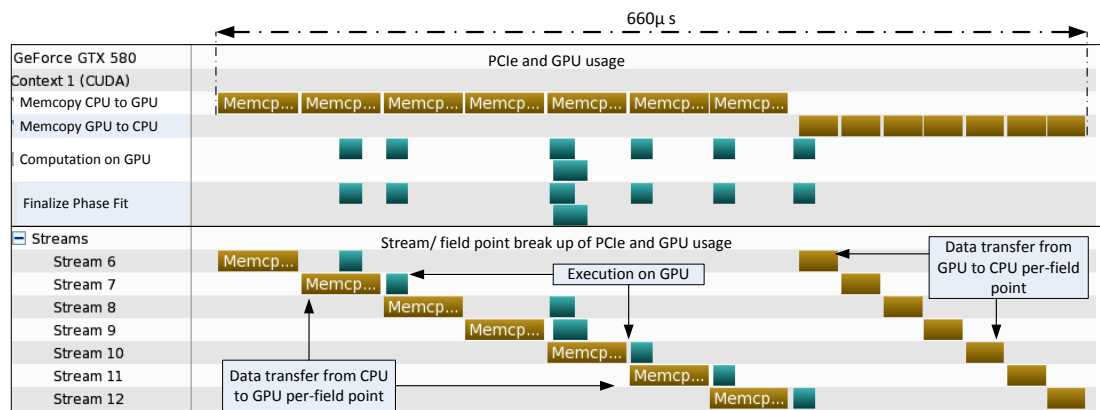 660µ s
GeForce GTX 580
PCIe and GPU usage
Context 1 (CUDA)
Memcopy CPU to GPU
Memcp... Memcp... Memcp... Memcp... Memcp... Memcp... Memcp...
Memcopy GPU to CPU
Computation on GPU
Finalize Phase Fit
Streams
Stream/ field point break up of PCIe and GPU usage
Stream 6
Memcp...
Stream 7
Memcp...
Stream 8
Memcp...
Stream 9
Memcp...
Stream 10
Memcp...
Stream 11
Memcp...
Stream 12
Memcp...
Execution on GPU
Data transfer from
GPU to CPU per-field
point
Data transfer from CPU
to GPU per-field point